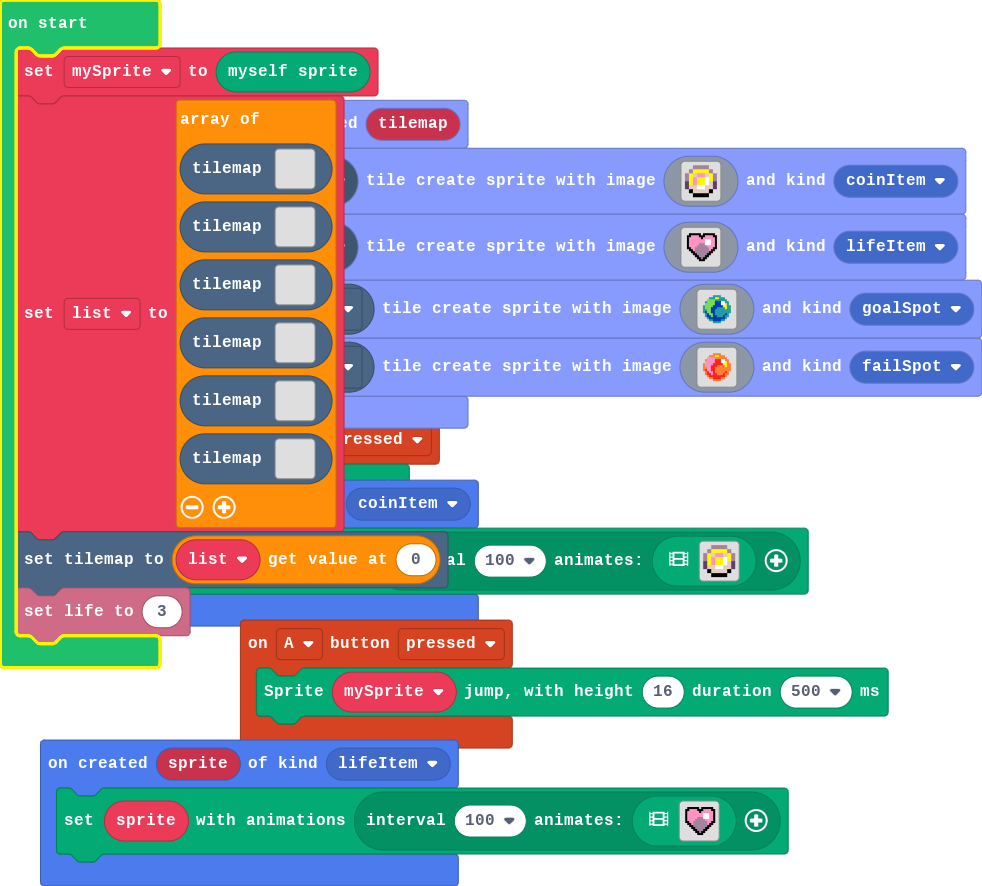 on start
set mySprite to myself sprite
array of
tilemap
tilemap
tile create sprite with image and kind coinItem
tilemap
tile create sprite with image and kind lifeItem
tilemap
tile create sprite with image and kind goalSpot
set list to
tilemap
tile create sprite with image and kind failSpot
tilemap
tilemap
coinItem
set tilemap to list get value at 0
100 animates:
set life to 3
on A button pressed
Sprite mySprite jump, with height 16 duration 500 ms
on created sprite of kind lifeItem
set sprite with animations interval 100 animates: